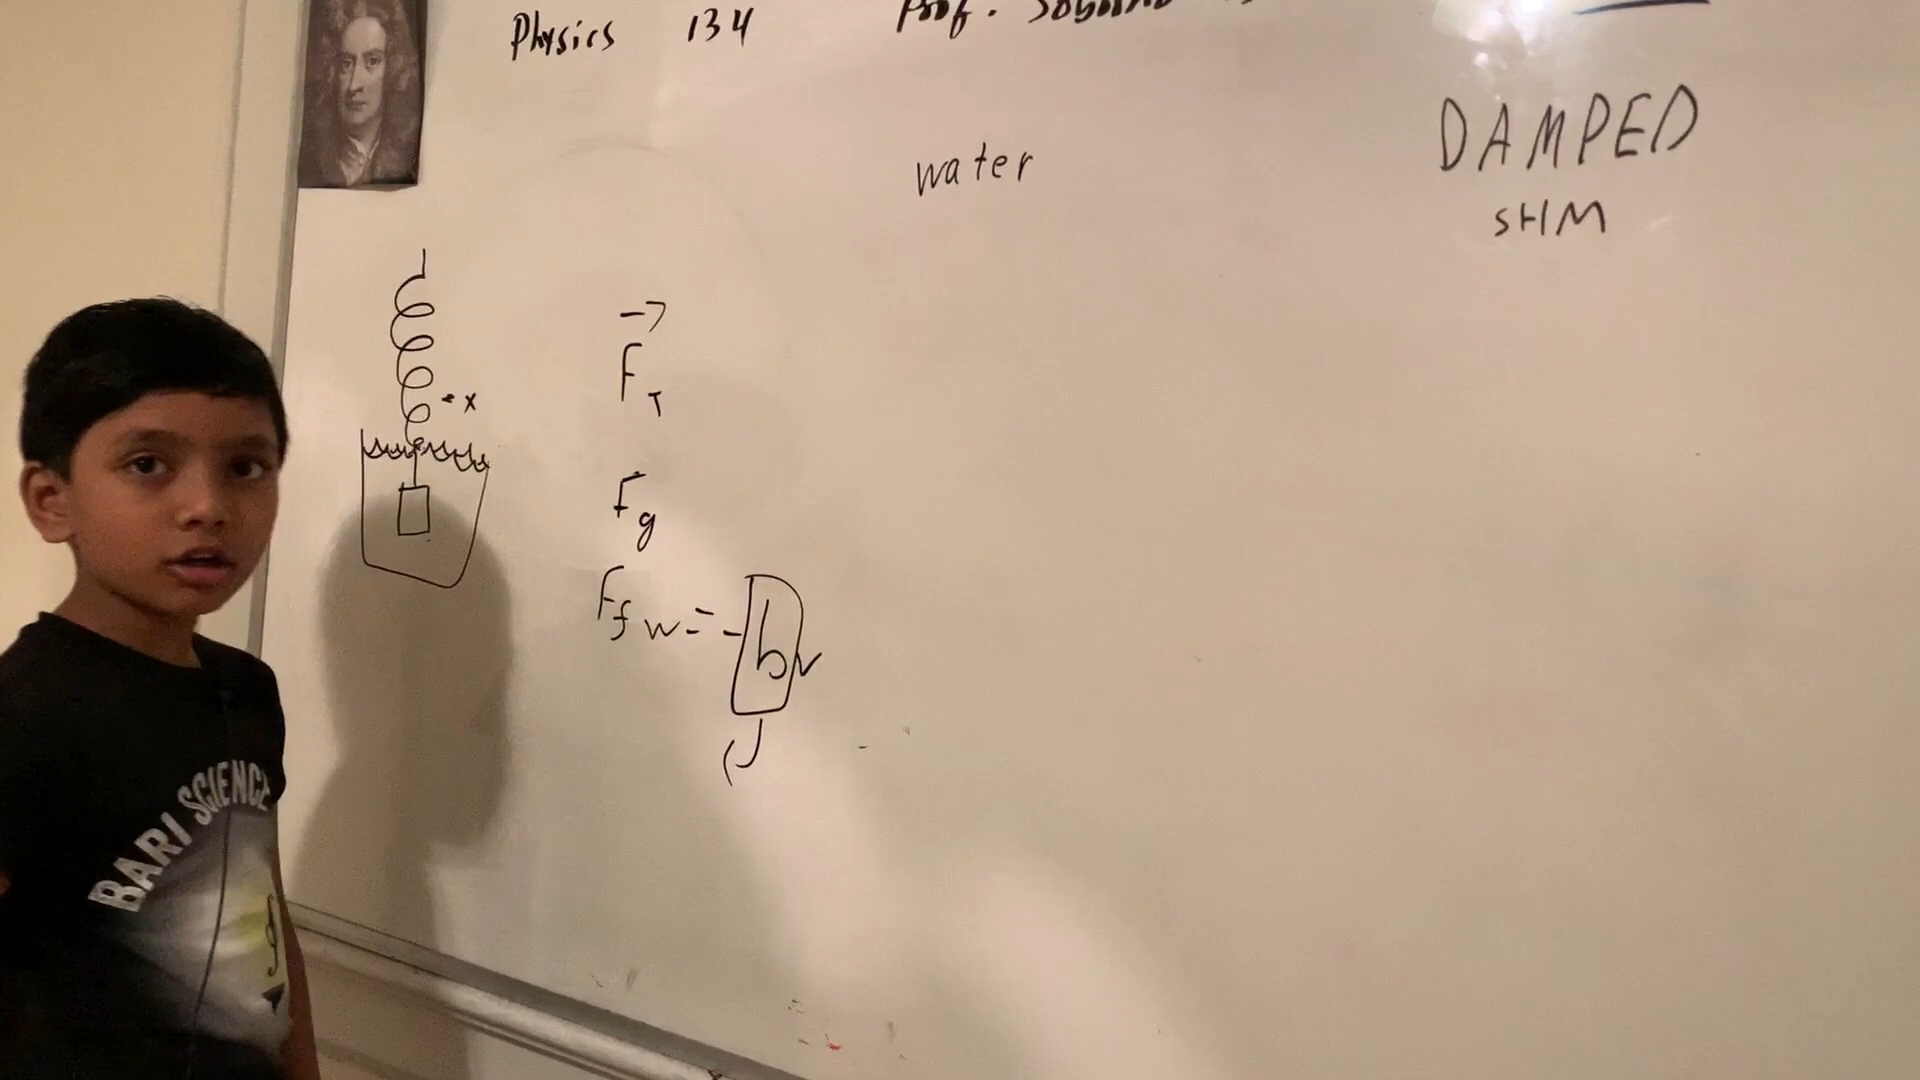 Physics 134 Prof.
water
DAMPED
SHM
x
F⃗ T
F g
F f w = - b v
BARI SCIENCE